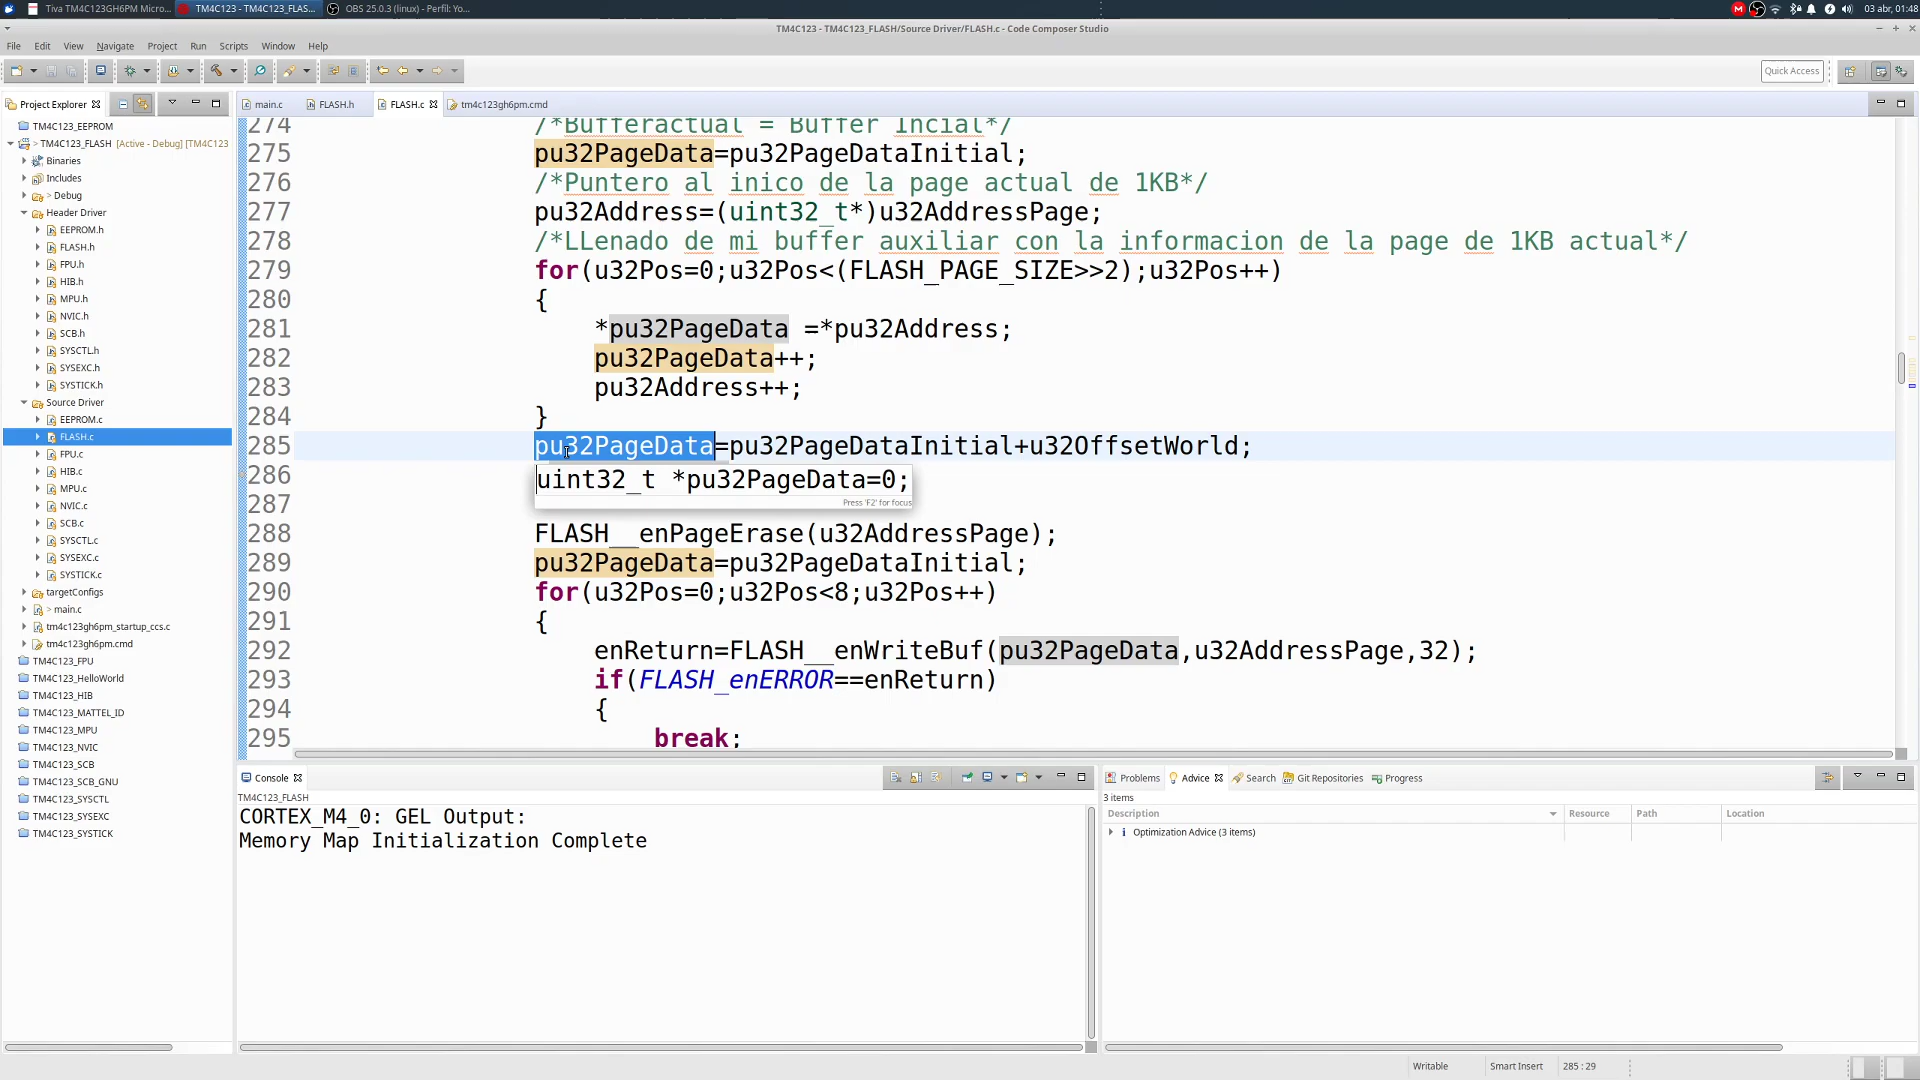 Tiva TM4C123GH6PM Micro...
TM4C123 - TM4C123_FLAS...
OBS 25.0.3 (linux) - Perfil: Yo...
03 abr, 01:48
TM4C123 - TM4C123_FLASH/Source Driver/FLASH.c - Code Composer Studio
File Edit View Navigate Project Run Scripts Window Help
Quick Access
Project Explorer
TM4C123_EEPROM
> TM4C123_FLASH [Active - Debug] [TM4C123
Binaries
Includes
> Debug
Header Driver
EEPROM.h
FLASH.h
FPU.h
HIB.h
MPU.h
NVIC.h
SCB.h
SYSCTL.h
SYSEXC.h
SYSTICK.h
Source Driver
EEPROM.c
FLASH.c
FPU.c
HIB.c
MPU.c
NVIC.c
SCB.c
SYSCTL.c
SYSEXC.c
SYSTICK.c
targetConfigs
> main.c
tm4c123gh6pm_startup_ccs.c
tm4c123gh6pm.cmd
TM4C123_FPU
TM4C123_HelloWorld
TM4C123_HIB
TM4C123_MATTEL_ID
TM4C123_MPU
TM4C123_NVIC
TM4C123_SCB
TM4C123_SCB_GNU
TM4C123_SYSCTL
TM4C123_SYSEXC
TM4C123_SYSTICK
main.c FLASH.h FLASH.c tm4c123gh6pm.cmd
274 /*Bufferactual = Buffer Incial*/
275 pu32PageData=pu32PageDataInitial;
276 /*Puntero al inico de la page actual de 1KB*/
277 pu32Address=(uint32_t*)u32AddressPage;
278 /*LLenado de mi buffer auxiliar con la informacion de la page de 1KB actual*/
279 for(u32Pos=0;u32Pos<(FLASH_PAGE_SIZE>>2);u32Pos++)
280 {
281 *pu32PageData =*pu32Address;
282 pu32PageData++;
283 pu32Address++;
284 }
285 pu32PageData=pu32PageDataInitial+u32OffsetWorld;
286 uint32_t *pu32PageData=0;
Press 'F2' for focus
287
288 FLASH__enPageErase(u32AddressPage);
289 pu32PageData=pu32PageDataInitial;
290 for(u32Pos=0;u32Pos<8;u32Pos++)
291 {
292 enReturn=FLASH__enWriteBuf(pu32PageData,u32AddressPage,32);
293 if(FLASH_enERROR==enReturn)
294 {
295 break;
Console
TM4C123_FLASH
CORTEX_M4_0: GEL Output:
Memory Map Initialization Complete
Problems Advice Search Git Repositories Progress
3 items
Description Resource Path Location
Optimization Advice (3 items)
Writable Smart Insert 285 : 29